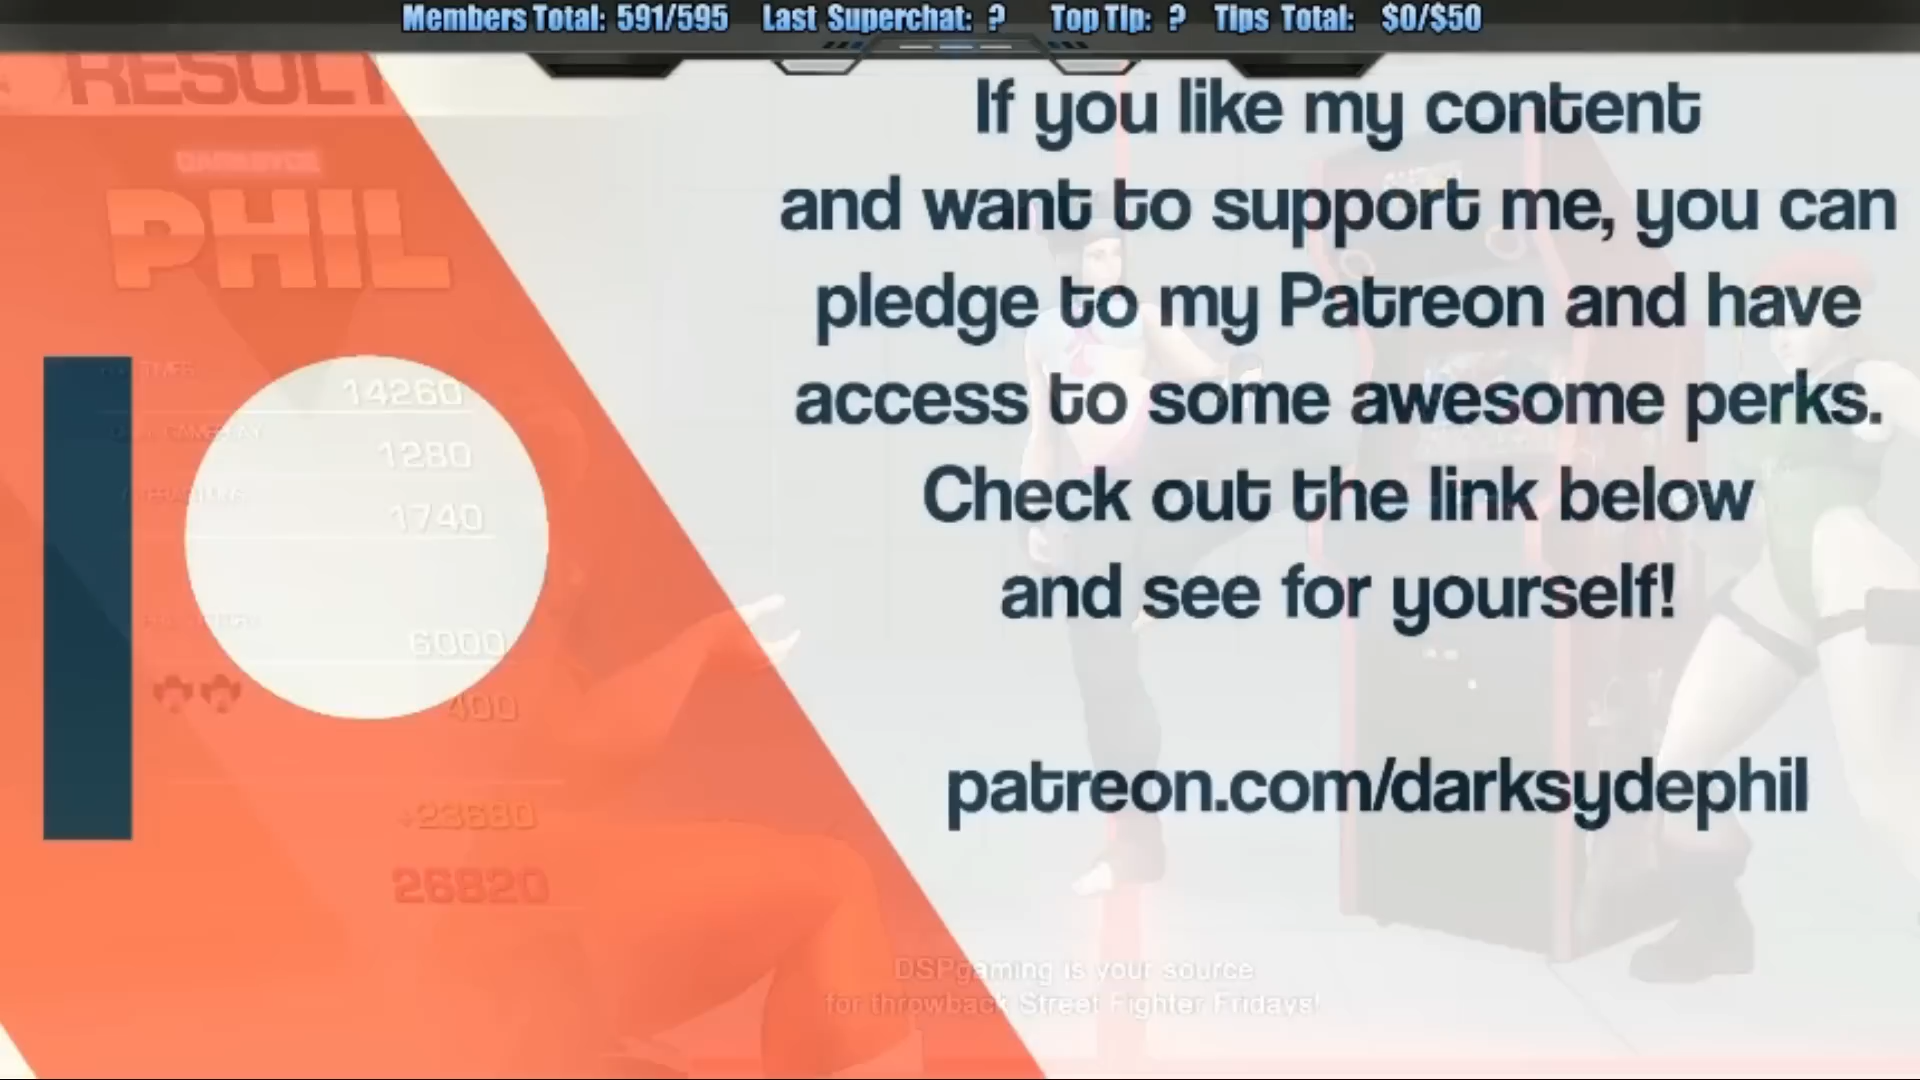 Members Total: 591/595 Last Superchat: ? Top Tip: ? Tips Total: $0/$50
RESULT
DARKSYDE
PHIL
14260
1280
1740
6000
400
+23680
26820
If you like my content
and want to support me, you can
pledge to my Patreon and have
access to some awesome perks.
Check out the link below
and see for yourself!
patreon.com/darksydephil
DSPgaming is your source
for throwback Street Fighter Fridays!